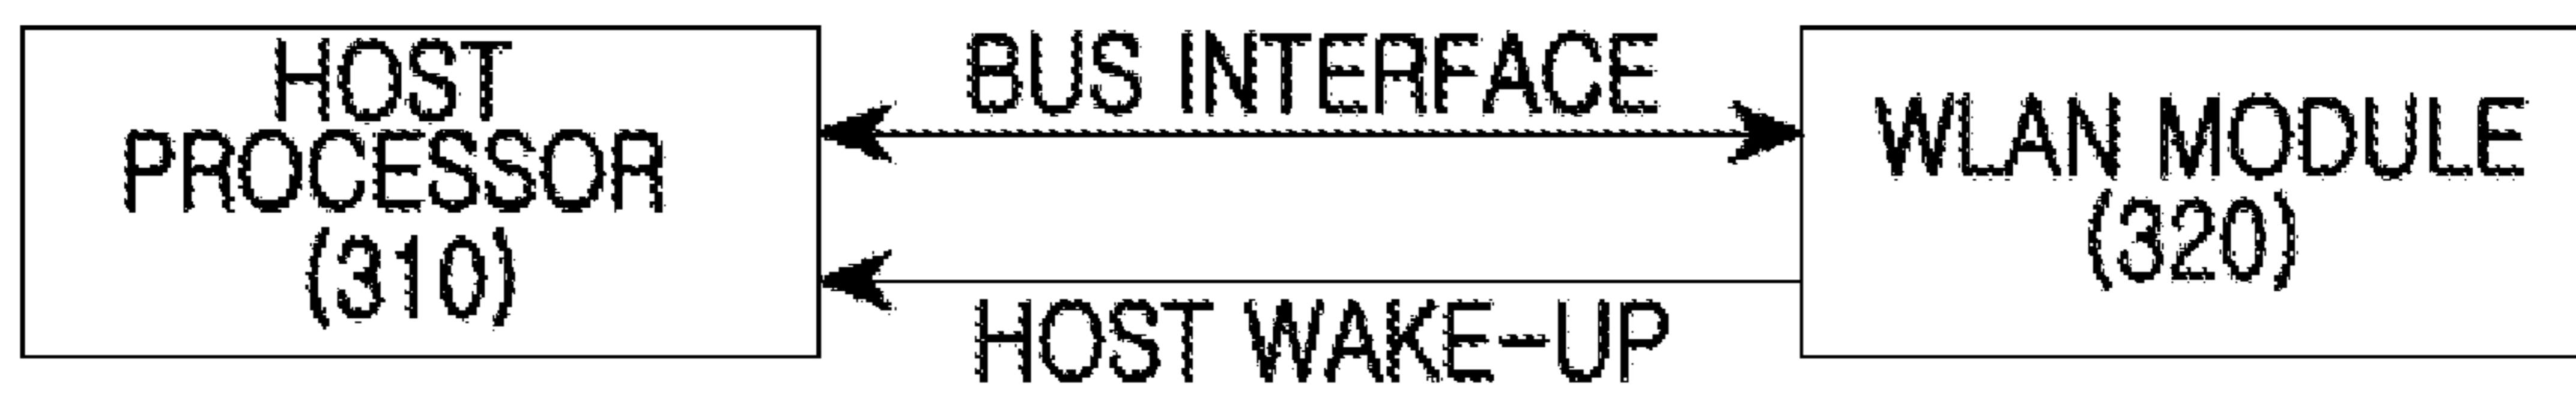 HOST
PROCESSOR
(310)
BUS INTERFACE
HOST WAKE-UP
WLAN MODULE
(320)